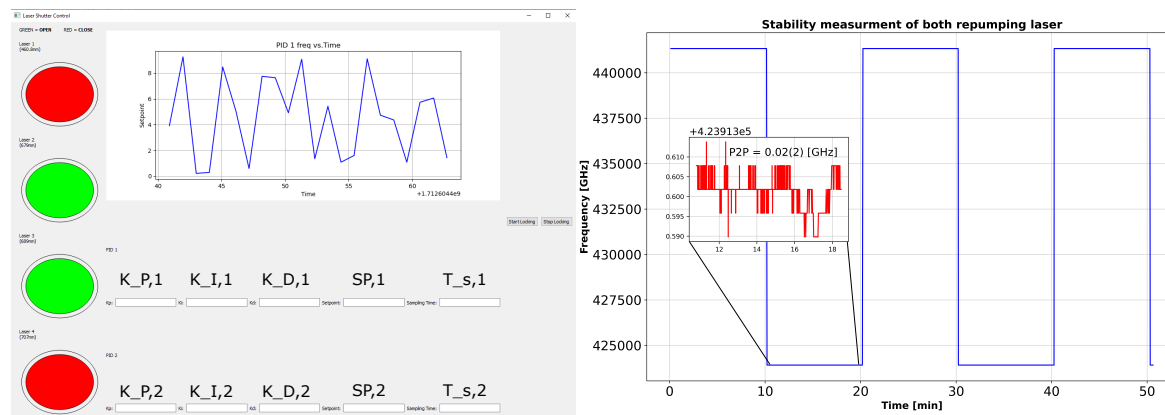 Laser Shutter Control
GREEN = OPEN RED = CLOSE
Laser 1
(460.8nm)
Laser 2
(679nm)
Laser 3
(689nm)
Laser 4
(707nm)
PID 1 freq vs.Time
Setpoint
8
6
4
2
0
40 45 50 55 60
Time
+1.7126044e9
Start Locking Stop Locking
PID 1
K_P,1 K_I,1 K_D,1 SP,1 T_s,1
Kp: Ki: Kd: Setpoint: Sampling Time:
PID 2
K_P,2 K_I,2 K_D,2 SP,2 T_s,2
Kp: Ki: Kd: Setpoint: Sampling Time:
Stability measurment of both repumping laser
Frequency [GHz]
440000
437500
435000
432500
430000
427500
425000
0 10 20 30 40 50
Time [min]
+4.23913e5
P2P = 0.02(2) [GHz]
0.610
0.605
0.600
0.595
0.590
12 14 16 18